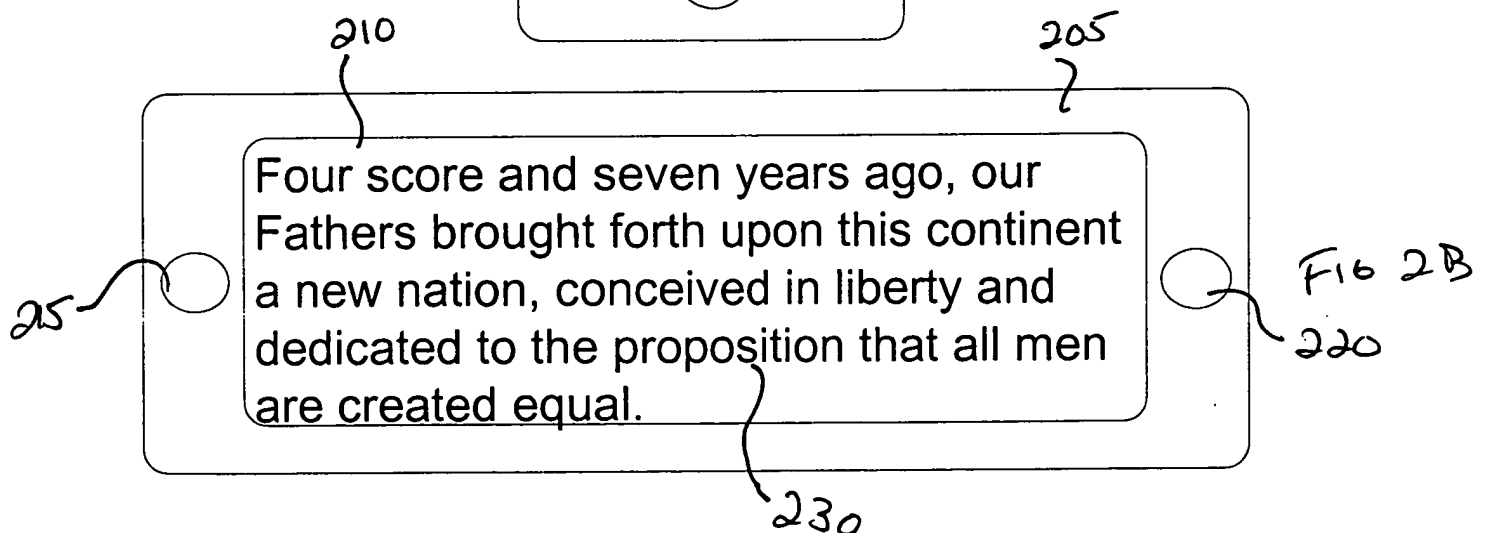 210
205
Four score and seven years ago, our
Fathers brought forth upon this continent
a new nation, conceived in liberty and
dedicated to the proposition that all men
are created equal.
215
FIG 2B
220
230